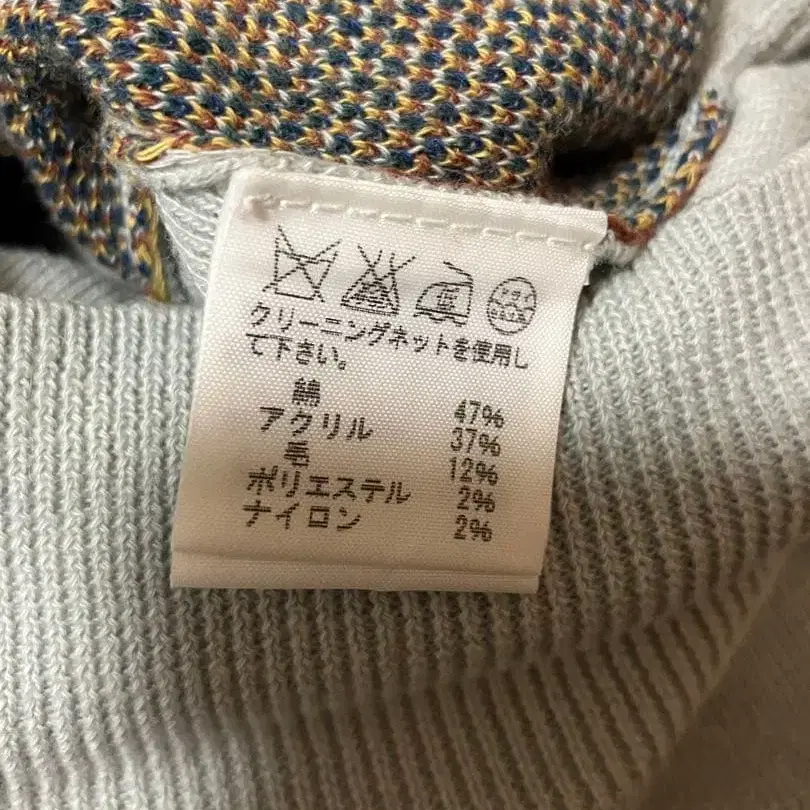 クリーニングネットを使用し
て下さい。
綿 47%
アクリル 37%
毛 12%
ポリエステル 2%
ナイロン 2%